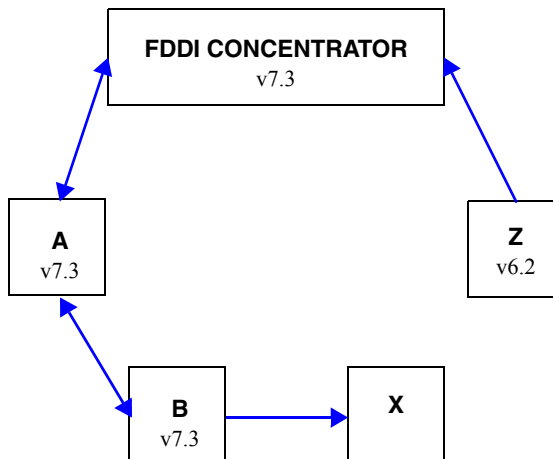 FDDI CONCENTRATOR
v7.3
A
v7.3
Z
v6.2
B
v7.3
X